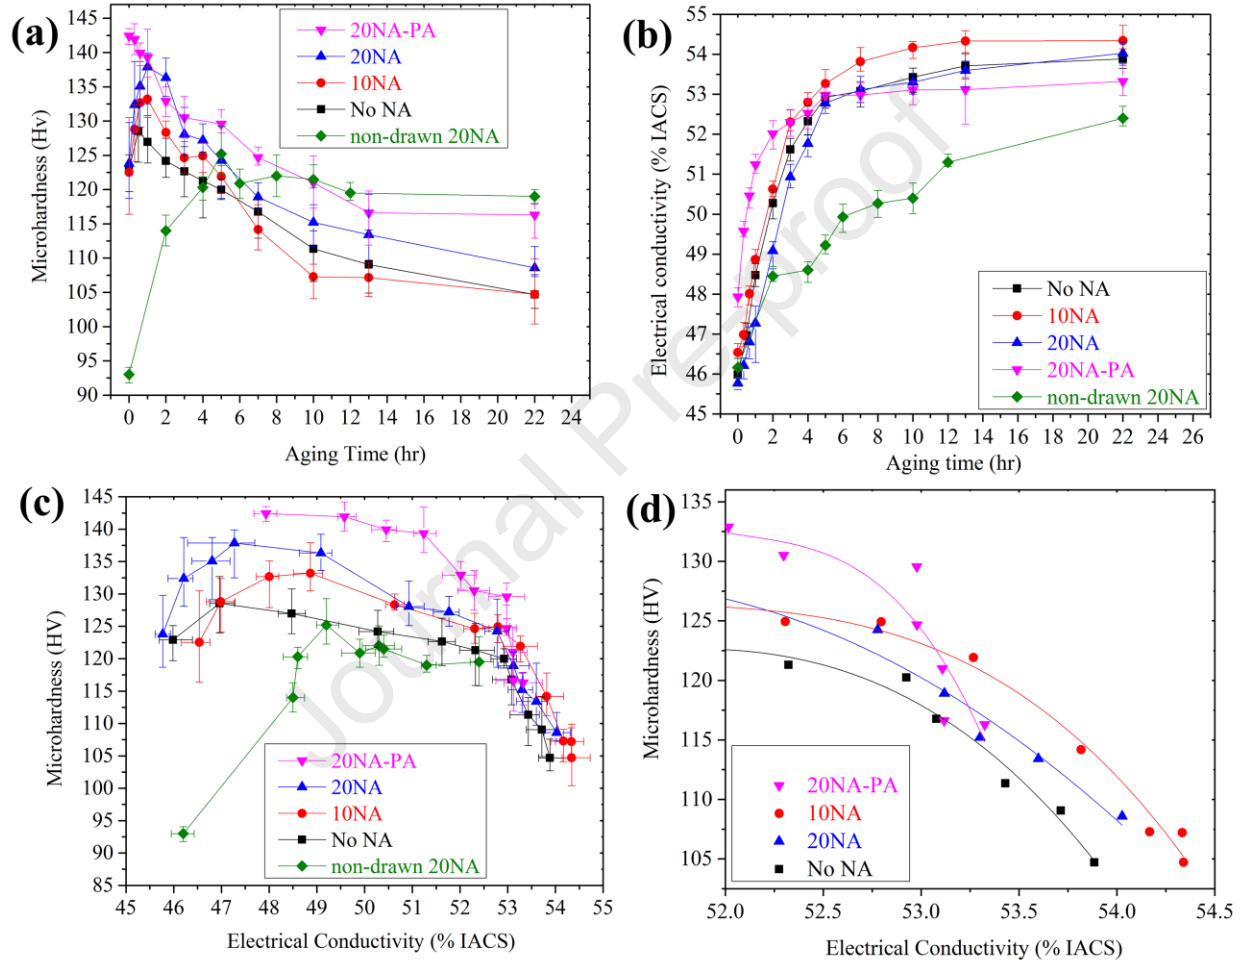 (a)
145
140
135
130
125
120
115
110
105
100
95
90
Microhardness (Hv)
20NA-PA
20NA
10NA
No NA
non-drawn 20NA
0 2 4 6 8 10 12 14 16 18 20 22 24
Aging Time (hr)
(b)
55
54
53
52
51
50
49
48
47
46
45
Electrical conductivity (% IACS)
No NA
10NA
20NA
20NA-PA
non-drawn 20NA
0 2 4 6 8 10 12 14 16 18 20 22 24 26
Aging time (hr)
(c)
145
140
135
130
125
120
115
110
105
100
95
90
85
Microhardness (HV)
20NA-PA
20NA
10NA
No NA
non-drawn 20NA
45 46 47 48 49 50 51 52 53 54 55
Electrical Conductivity (% IACS)
(d)
135
130
125
120
115
110
105
Microhardness (HV)
20NA-PA
10NA
20NA
No NA
52.0 52.5 53.0 53.5 54.0 54.5
Electrical Conductivity (% IACS)
Journal Pre-proof